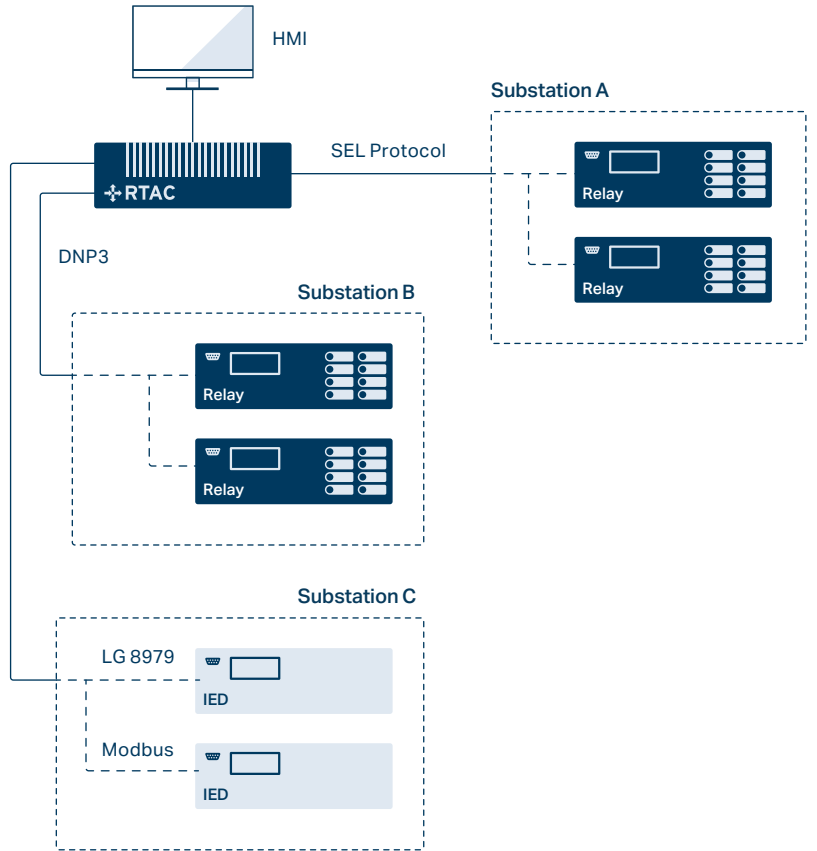 HMI
Substation A
SEL Protocol
RTAC
Relay
Relay
DNP3
Substation B
Relay
Relay
Substation C
LG 8979
IED
Modbus
IED